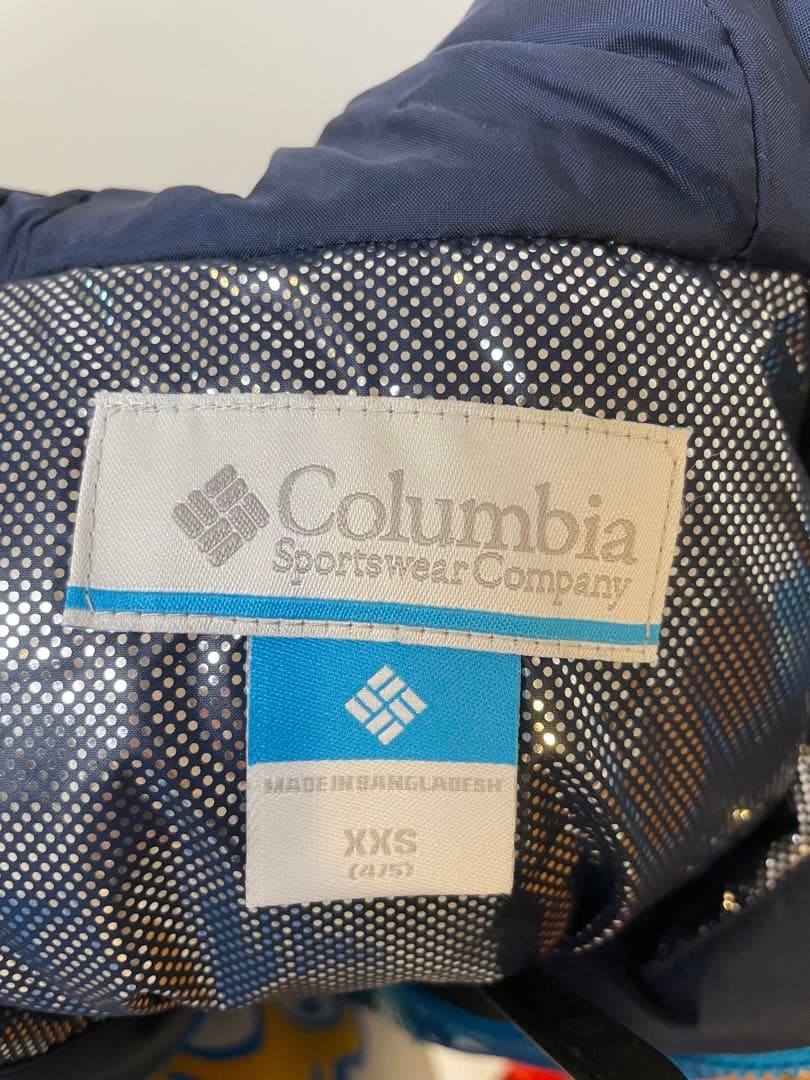 Columbia
Sportswear Company
MADE IN BANGLADESH
XXS
(4/5)